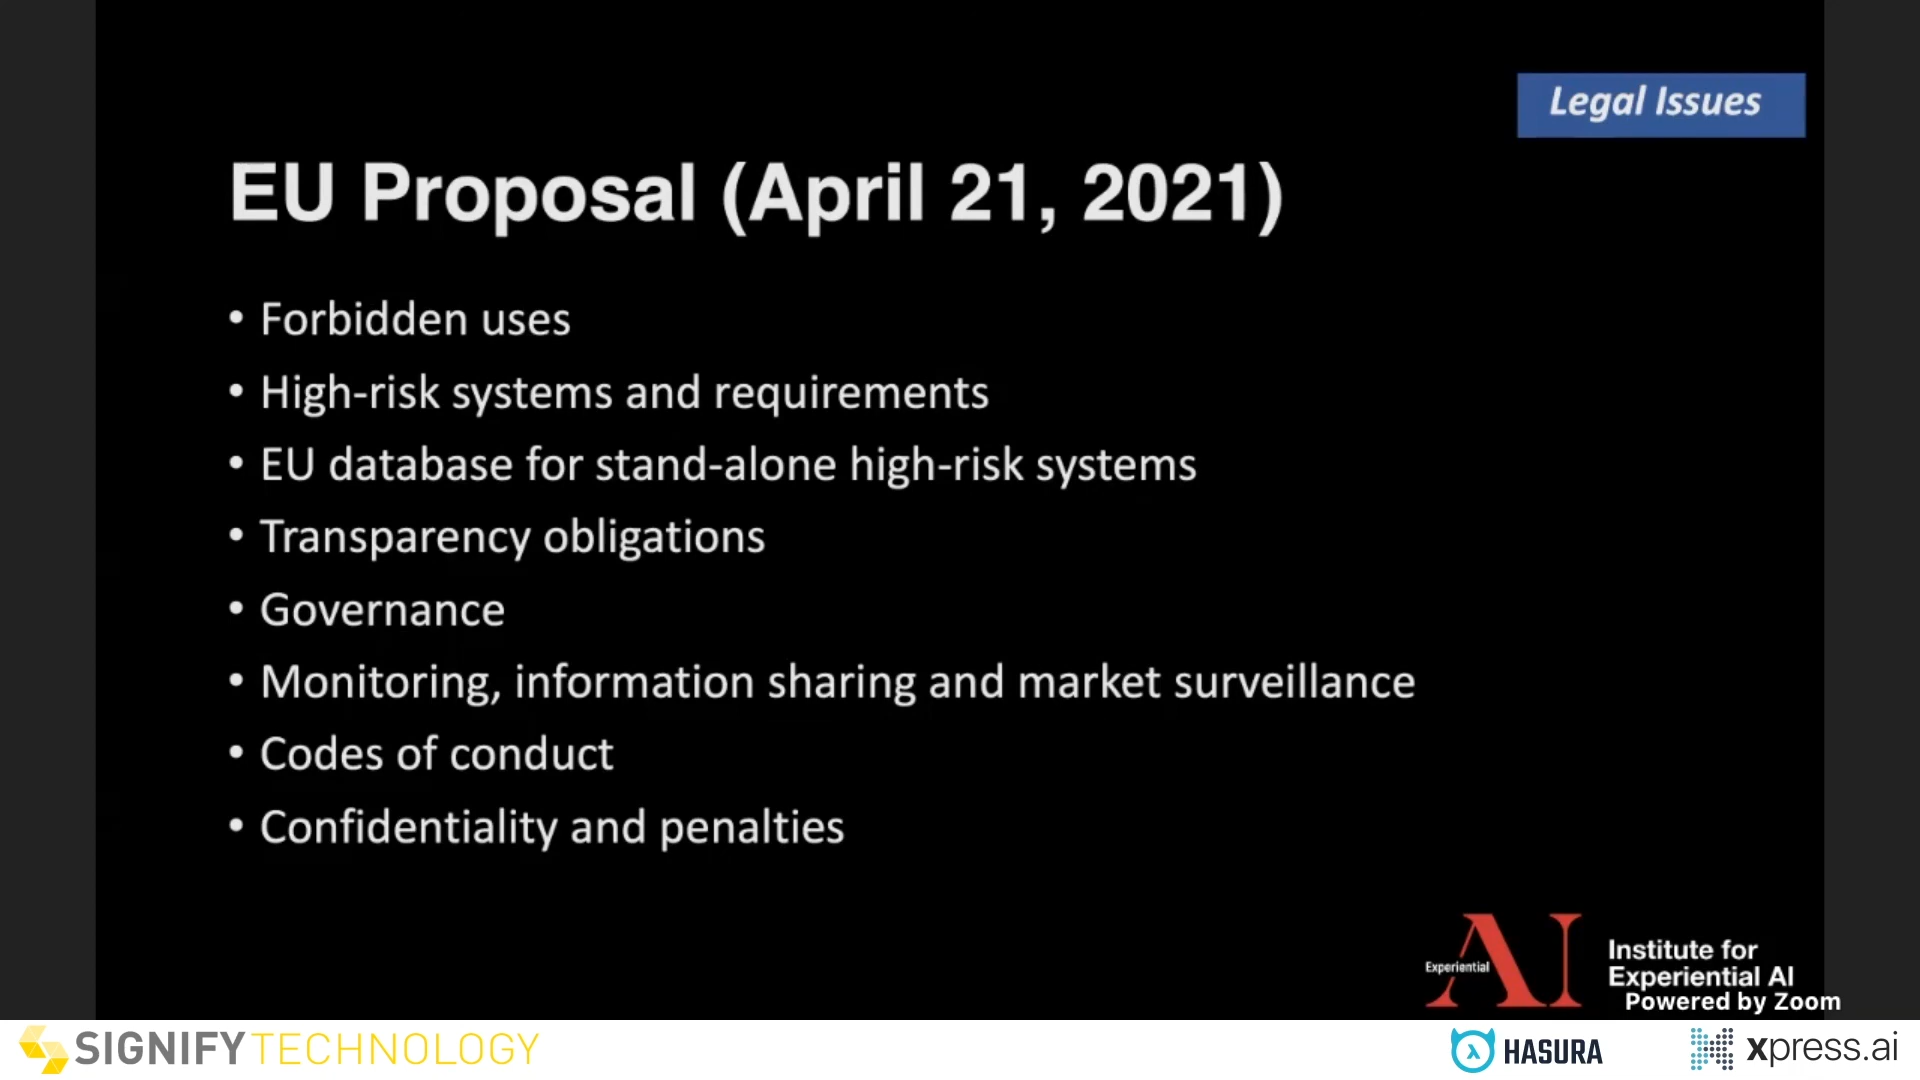 Legal Issues
EU Proposal (April 21, 2021)
• Forbidden uses
• High-risk systems and requirements
• EU database for stand-alone high-risk systems
• Transparency obligations
• Governance
• Monitoring, information sharing and market surveillance
• Codes of conduct
• Confidentiality and penalties
Experiential
AI
Institute for
Experiential AI
Powered by Zoom
SIGNIFY TECHNOLOGY
HASURA
xpress.ai